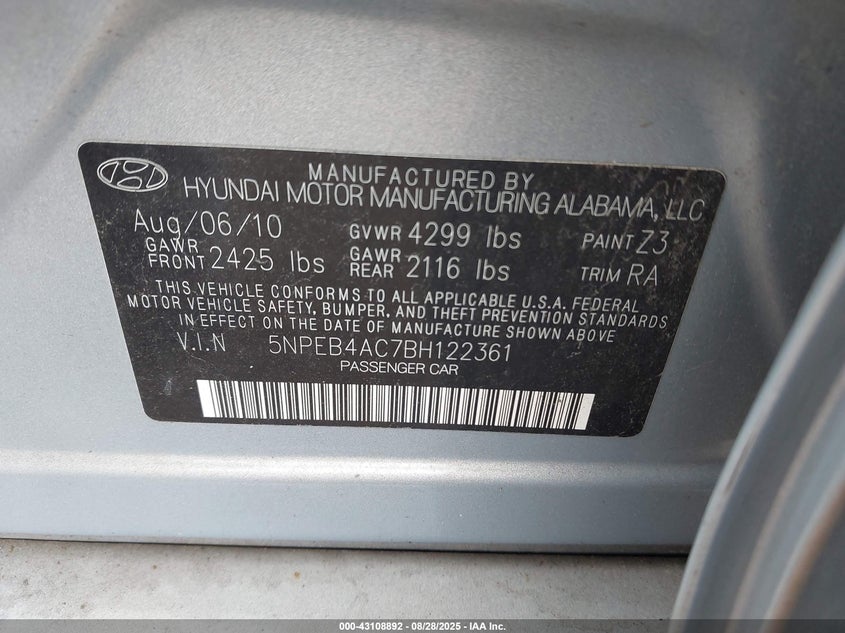 MANUFACTURED BY
HYUNDAI MOTOR MANUFACTURING ALABAMA, LLC
Aug/06/10 GVWR 4299 lbs PAINT Z3
GAWR FRONT 2425 lbs GAWR REAR 2116 lbs TRIM RA
THIS VEHICLE CONFORMS TO ALL APPLICABLE U.S.A. FEDERAL
MOTOR VEHICLE SAFETY, BUMPER, AND THEFT PREVENTION STANDARDS
IN EFFECT ON THE DATE OF MANUFACTURE SHOWN ABOVE
V.I.N 5NPEB4AC7BH122361
PASSENGER CAR
000-43108892 - 08/28/2025 - IAA Inc.